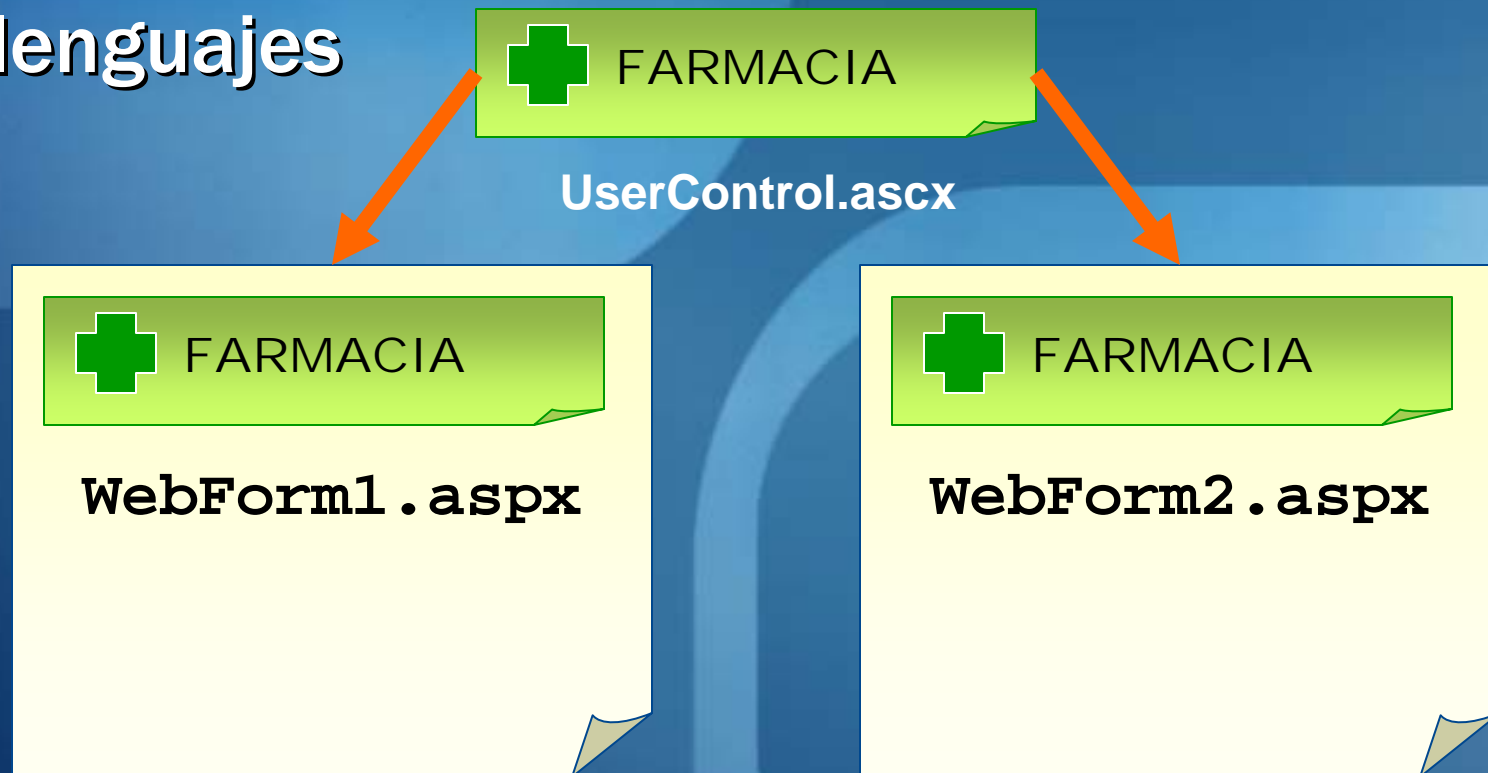 lenguajes
FARMACIA
UserControl.ascx
FARMACIA
FARMACIA
WebForm1.aspx
WebForm2.aspx